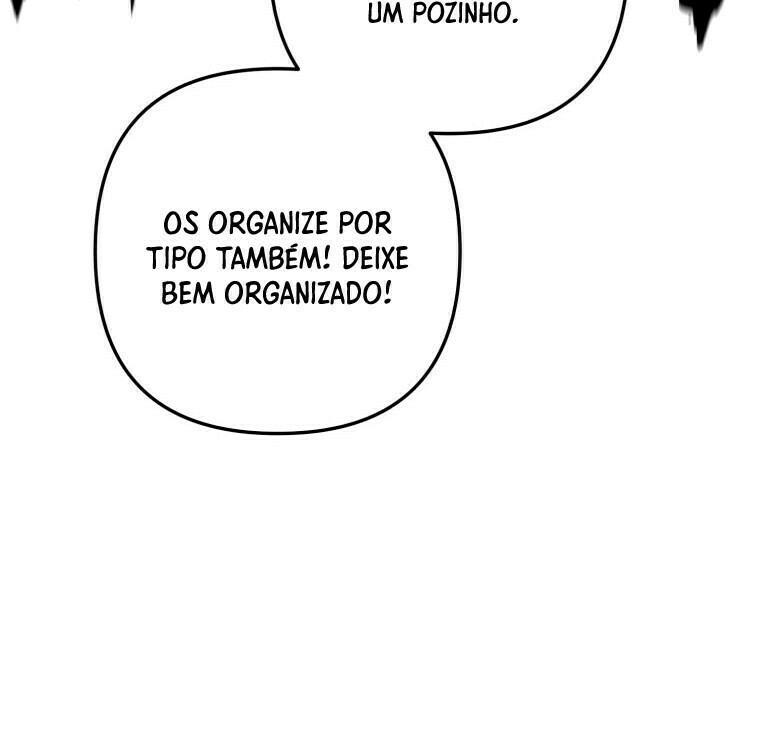 UM POZINHO.
OS ORGANIZE POR
TIPO TAMBÉM! DEIXE
BEM ORGANIZADO!